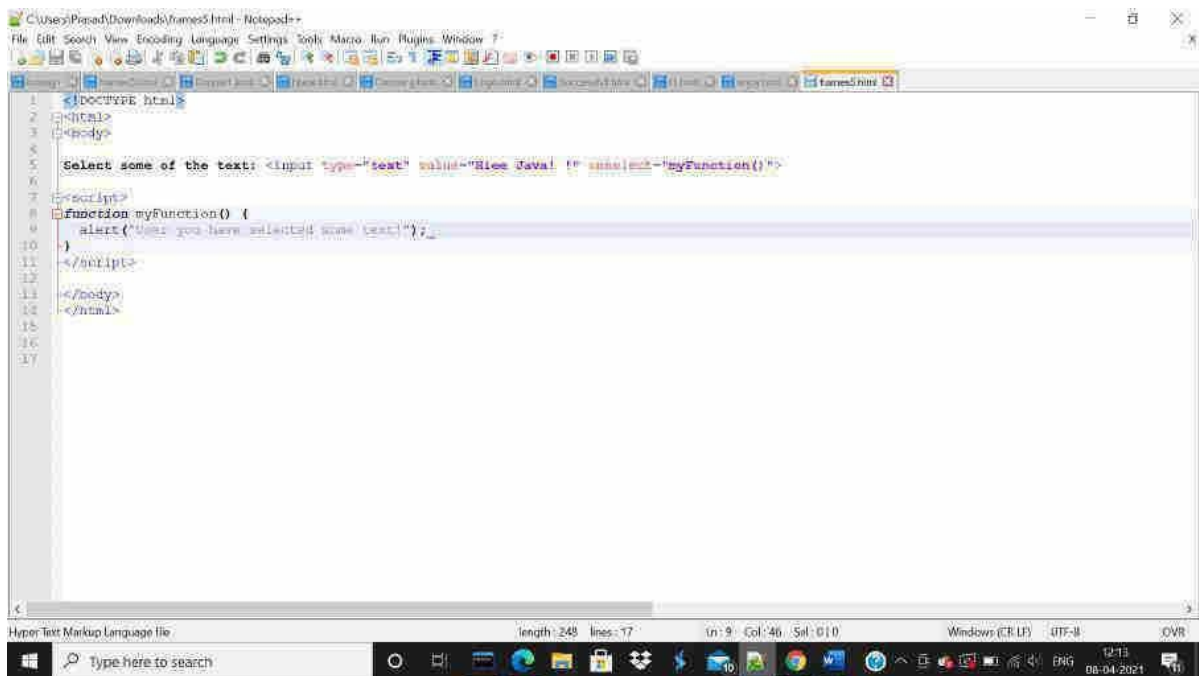 C:\Users\Prasad\Downloads\frames5.html - Notepad++
File Edit Search View Encoding Language Settings Tools Macro Run Plugins Window ?
frames5.html
1 <!DOCTYPE html>
2 <html>
3 <body>
4
5 Select some of the text: <input type="text" value="Hiee Java! !" onselect="myFunction()">
6
7 <script>
8 function myFunction() {
9 alert("User you have selected some text!");
10 }
11 </script>
12
13 </body>
14 </html>
15
16
17
Hyper Text Markup Language file length : 248 lines : 17 Ln : 9 Col : 46 Sel : 0 | 0 Windows (CR LF) UTF-8 OVR
Type here to search 10 W ENG 12:13
08-04-2021 11